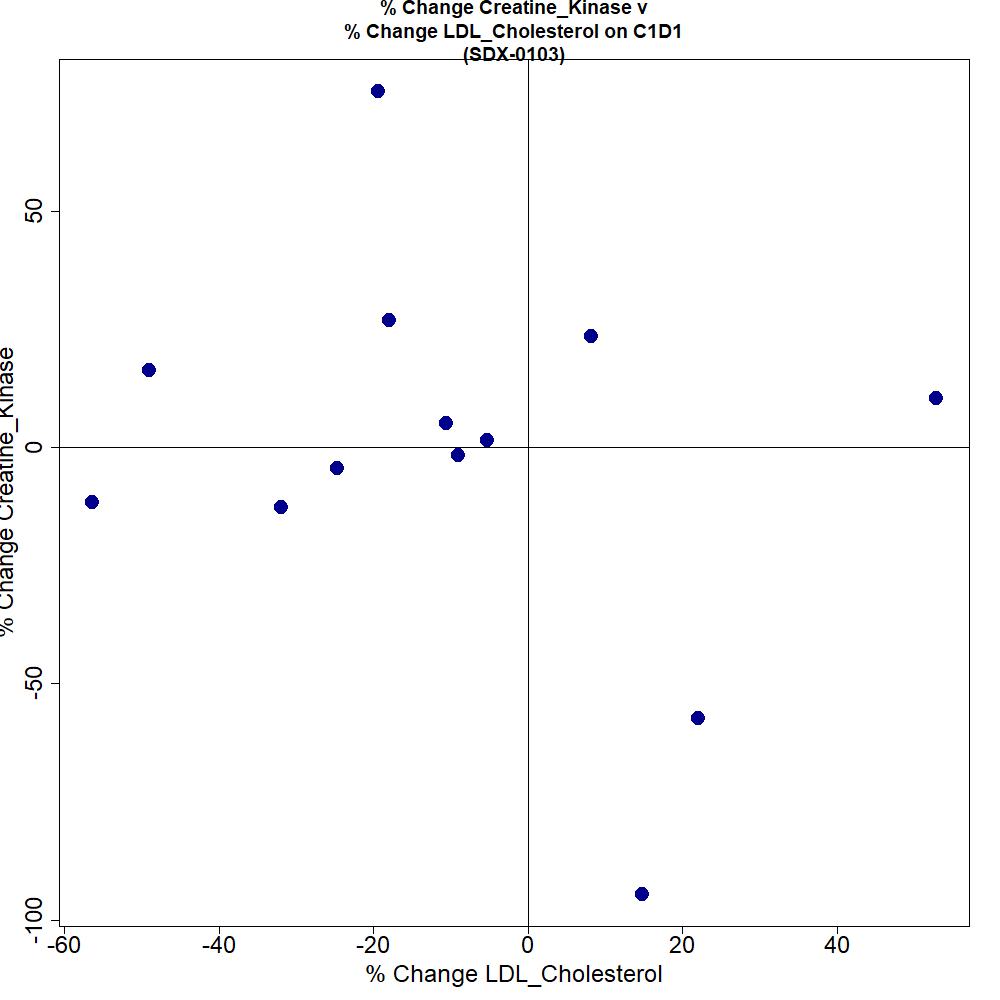 % Change Creatine_Kinase v
% Change LDL_Cholesterol on C1D1
(SDX-0103)
% Change Creatine_Kinase
50
0
-50
-100
-60
-40
-20
0
20
40
% Change LDL_Cholesterol